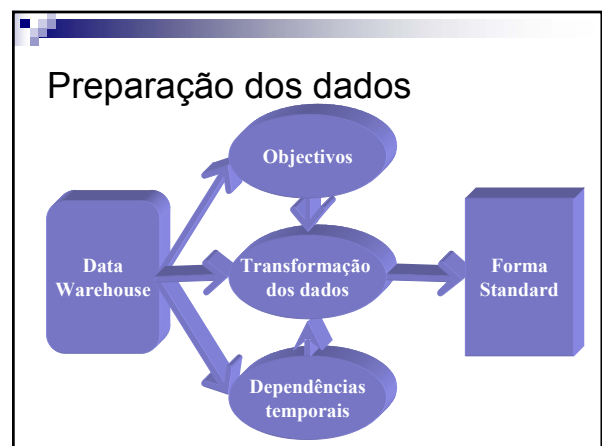 Preparação dos dados
Objectivos
Data
Warehouse
Transformação
dos dados
Forma
Standard
Dependências
temporais